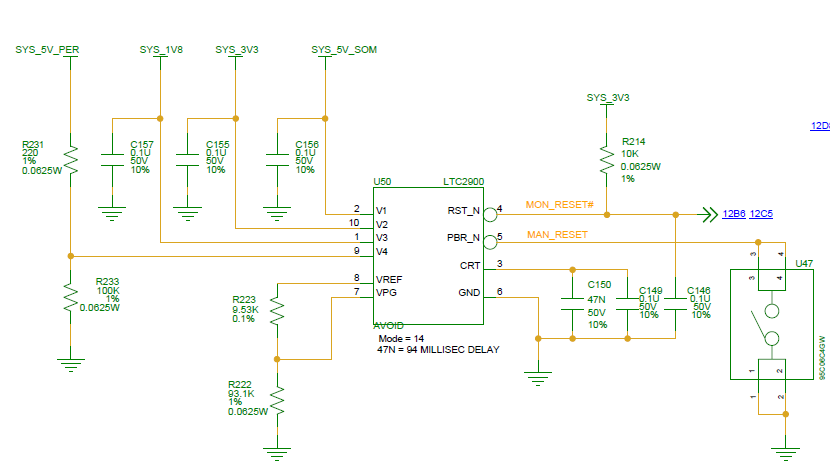 SYS_5V_PER
SYS_1V8
SYS_3V3
SYS_5V_SOM
SYS_3V3
12D8
R231
220
1%
0.0625W
C157
0.1U
50V
10%
C155
0.1U
50V
10%
C156
0.1U
50V
10%
R214
10K
0.0625W
1%
U50
LTC2900
2
V1
10
V2
1
V3
9
V4
8
VREF
7
VPG
RST_N
4
PBR_N
5
CRT
3
GND
6
MON_RESET#
12B6 12C5
MAN_RESET
R233
100K
1%
0.0625W
R223
9.53K
0.1%
AVOID
Mode = 14
47N = 94 MILLISEC DELAY
R222
93.1K
1%
0.0625W
C150
47N
50V
10%
C149
0.1U
50V
10%
C146
0.1U
50V
10%
U47
3
4
3
4
1
2
1
2
95C06C4GW